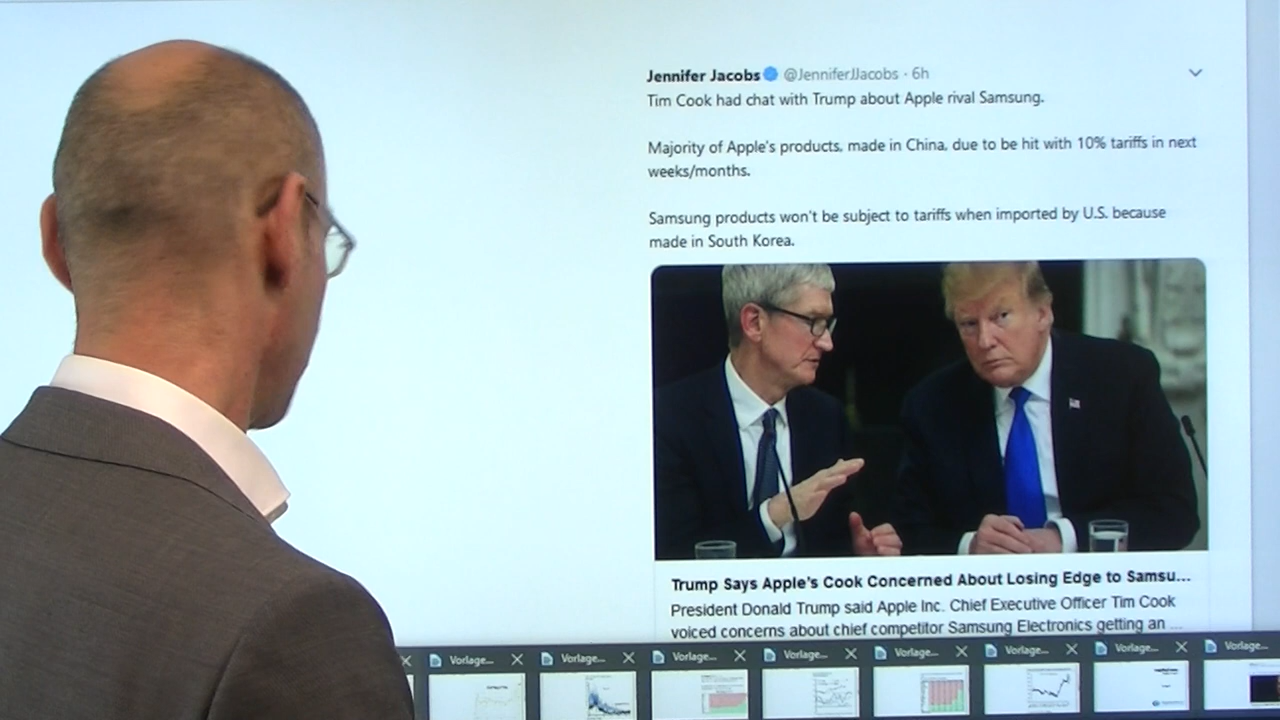 Jennifer Jacobs @JenniferJJacobs · 6h
Tim Cook had chat with Trump about Apple rival Samsung.
Majority of Apple's products, made in China, due to be hit with 10% tariffs in next
weeks/months.
Samsung products won't be subject to tariffs when imported by U.S. because
made in South Korea.
Trump Says Apple's Cook Concerned About Losing Edge to Samsu...
President Donald Trump said Apple Inc. Chief Executive Officer Tim Cook
voiced concerns about chief competitor Samsung Electronics getting an ...
Vorlage... Vorlage... Vorlage... Vorlage... Vorlage... Vorlage... Vorlage... Vorlage...